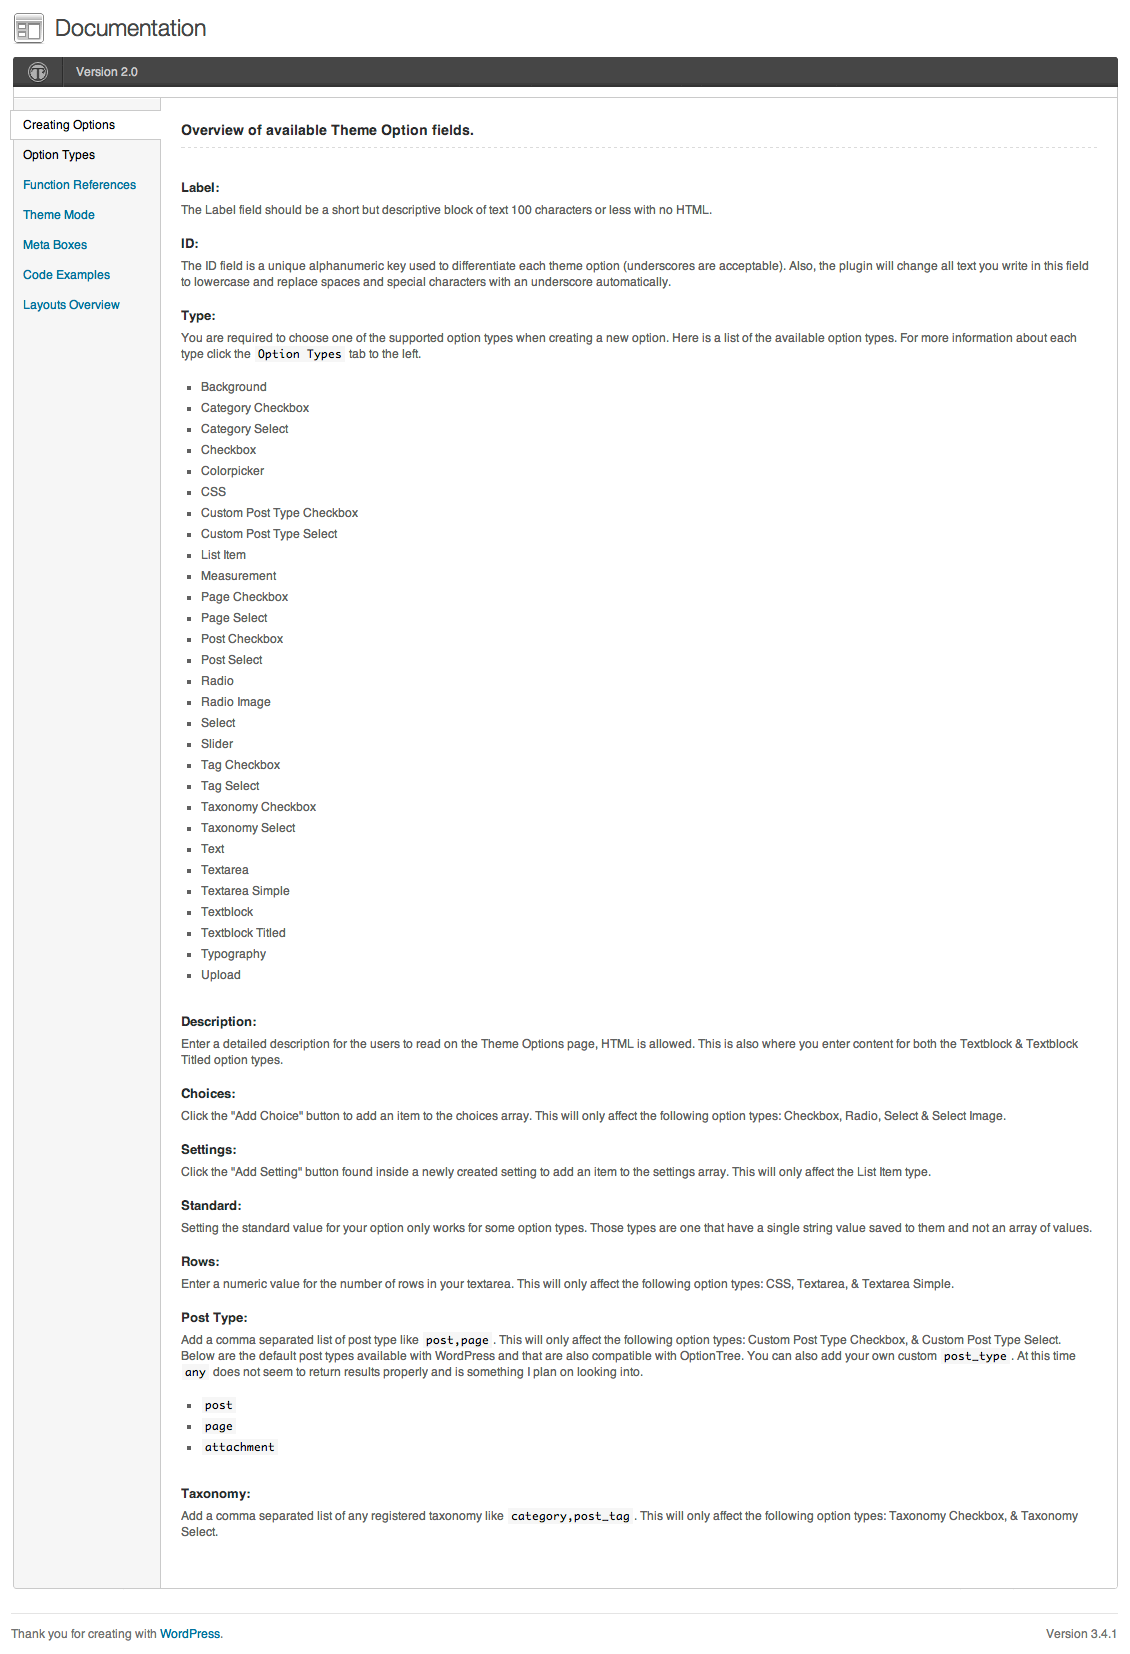 Documentation
Version 2.0
Creating Options
Option Types
Function References
Theme Mode
Meta Boxes
Code Examples
Layouts Overview
Overview of available Theme Option fields.
Label:
The Label field should be a short but descriptive block of text 100 characters or less with no HTML.
ID:
The ID field is a unique alphanumeric key used to differentiate each theme option (underscores are acceptable). Also, the plugin will change all text you write in this field
to lowercase and replace spaces and special characters with an underscore automatically.
Type:
You are required to choose one of the supported option types when creating a new option. Here is a list of the available option types. For more information about each
type click the Option Types tab to the left.
Background
Category Checkbox
Category Select
Checkbox
Colorpicker
CSS
Custom Post Type Checkbox
Custom Post Type Select
List Item
Measurement
Page Checkbox
Page Select
Post Checkbox
Post Select
Radio
Radio Image
Select
Slider
Tag Checkbox
Tag Select
Taxonomy Checkbox
Taxonomy Select
Text
Textarea
Textarea Simple
Textblock
Textblock Titled
Typography
Upload
Description:
Enter a detailed description for the users to read on the Theme Options page, HTML is allowed. This is also where you enter content for both the Textblock & Textblock
Titled option types.
Choices:
Click the "Add Choice" button to add an item to the choices array. This will only affect the following option types: Checkbox, Radio, Select & Select Image.
Settings:
Click the "Add Setting" button found inside a newly created setting to add an item to the settings array. This will only affect the List Item type.
Standard:
Setting the standard value for your option only works for some option types. Those types are one that have a single string value saved to them and not an array of values.
Rows:
Enter a numeric value for the number of rows in your textarea. This will only affect the following option types: CSS, Textarea, & Textarea Simple.
Post Type:
Add a comma separated list of post type like post,page. This will only affect the following option types: Custom Post Type Checkbox, & Custom Post Type Select.
Below are the default post types available with WordPress and that are also compatible with OptionTree. You can also add your own custom post_type. At this time
any does not seem to return results properly and is something I plan on looking into.
post
page
attachment
Taxonomy:
Add a comma separated list of any registered taxonomy like category,post_tag. This will only affect the following option types: Taxonomy Checkbox, & Taxonomy
Select.
Thank you for creating with WordPress.
Version 3.4.1